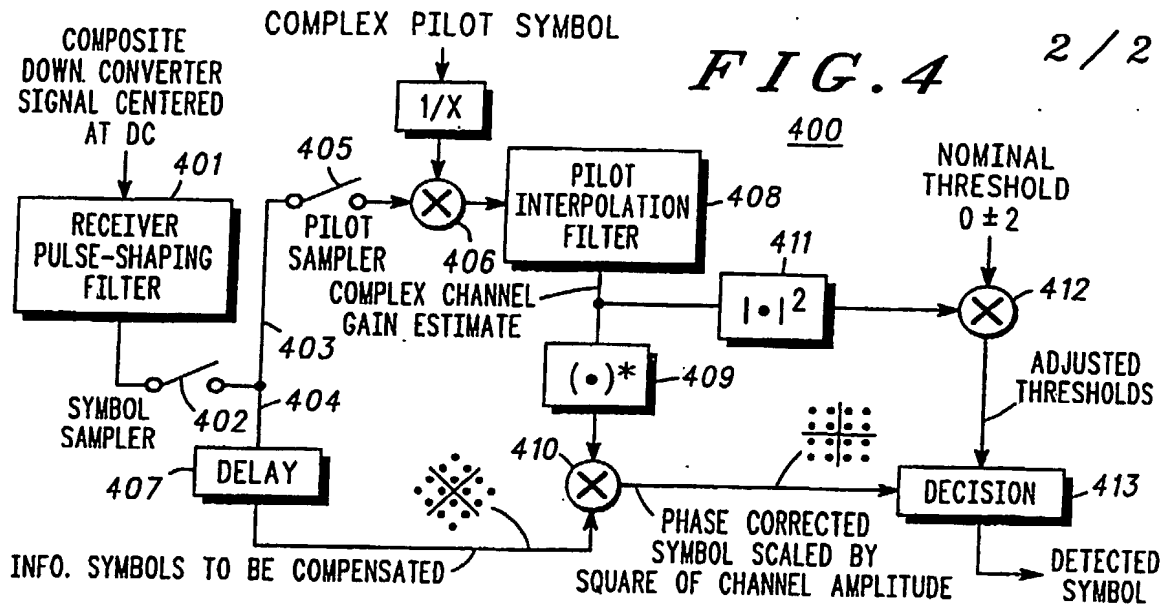 COMPLEX PILOT SYMBOL
FIG.4
2/2
400
COMPOSITE
DOWN CONVERTER
SIGNAL CENTERED
AT DC
1/X
401
405
RECEIVER
PULSE-SHAPING
FILTER
PILOT
SAMPLER
406
PILOT
INTERPOLATION
FILTER
408
NOMINAL
THRESHOLD
0 ± 2
411
|•|²
412
COMPLEX CHANNEL
GAIN ESTIMATE
403
(•)*
409
ADJUSTED
THRESHOLDS
SYMBOL
SAMPLER
402
404
407
DELAY
410
DECISION
413
PHASE CORRECTED
SYMBOL SCALED BY
SQUARE OF CHANNEL AMPLITUDE
INFO. SYMBOLS TO BE COMPENSATED
DETECTED
SYMBOL